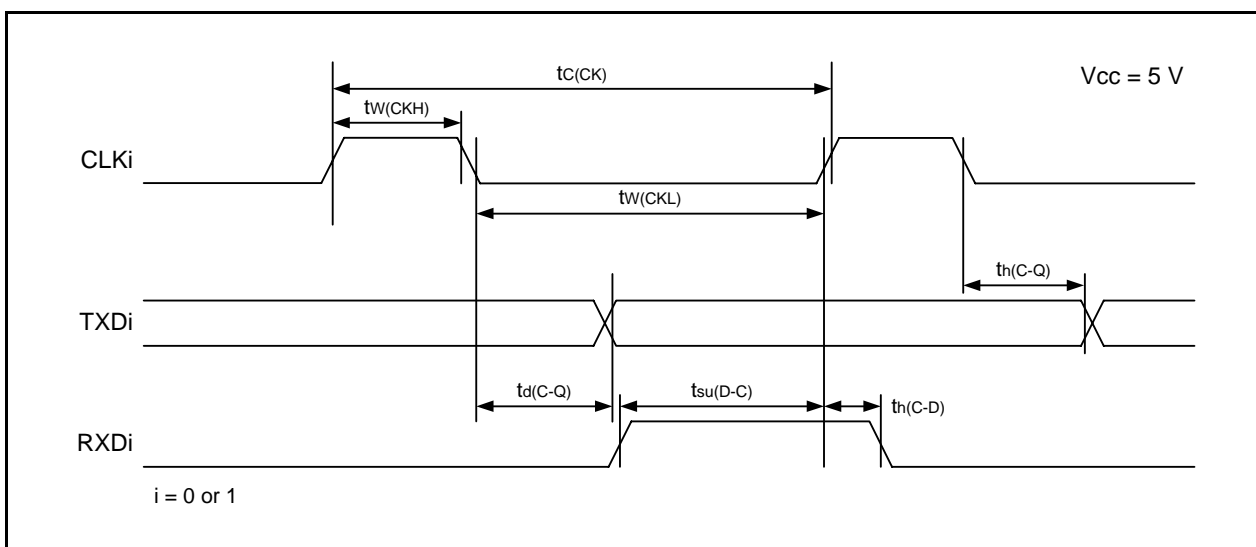 tC(CK)
Vcc = 5 V
tW(CKH)
CLKi
tW(CKL)
th(C-Q)
TXDi
td(C-Q)
tsu(D-C)
th(C-D)
RXDi
i = 0 or 1